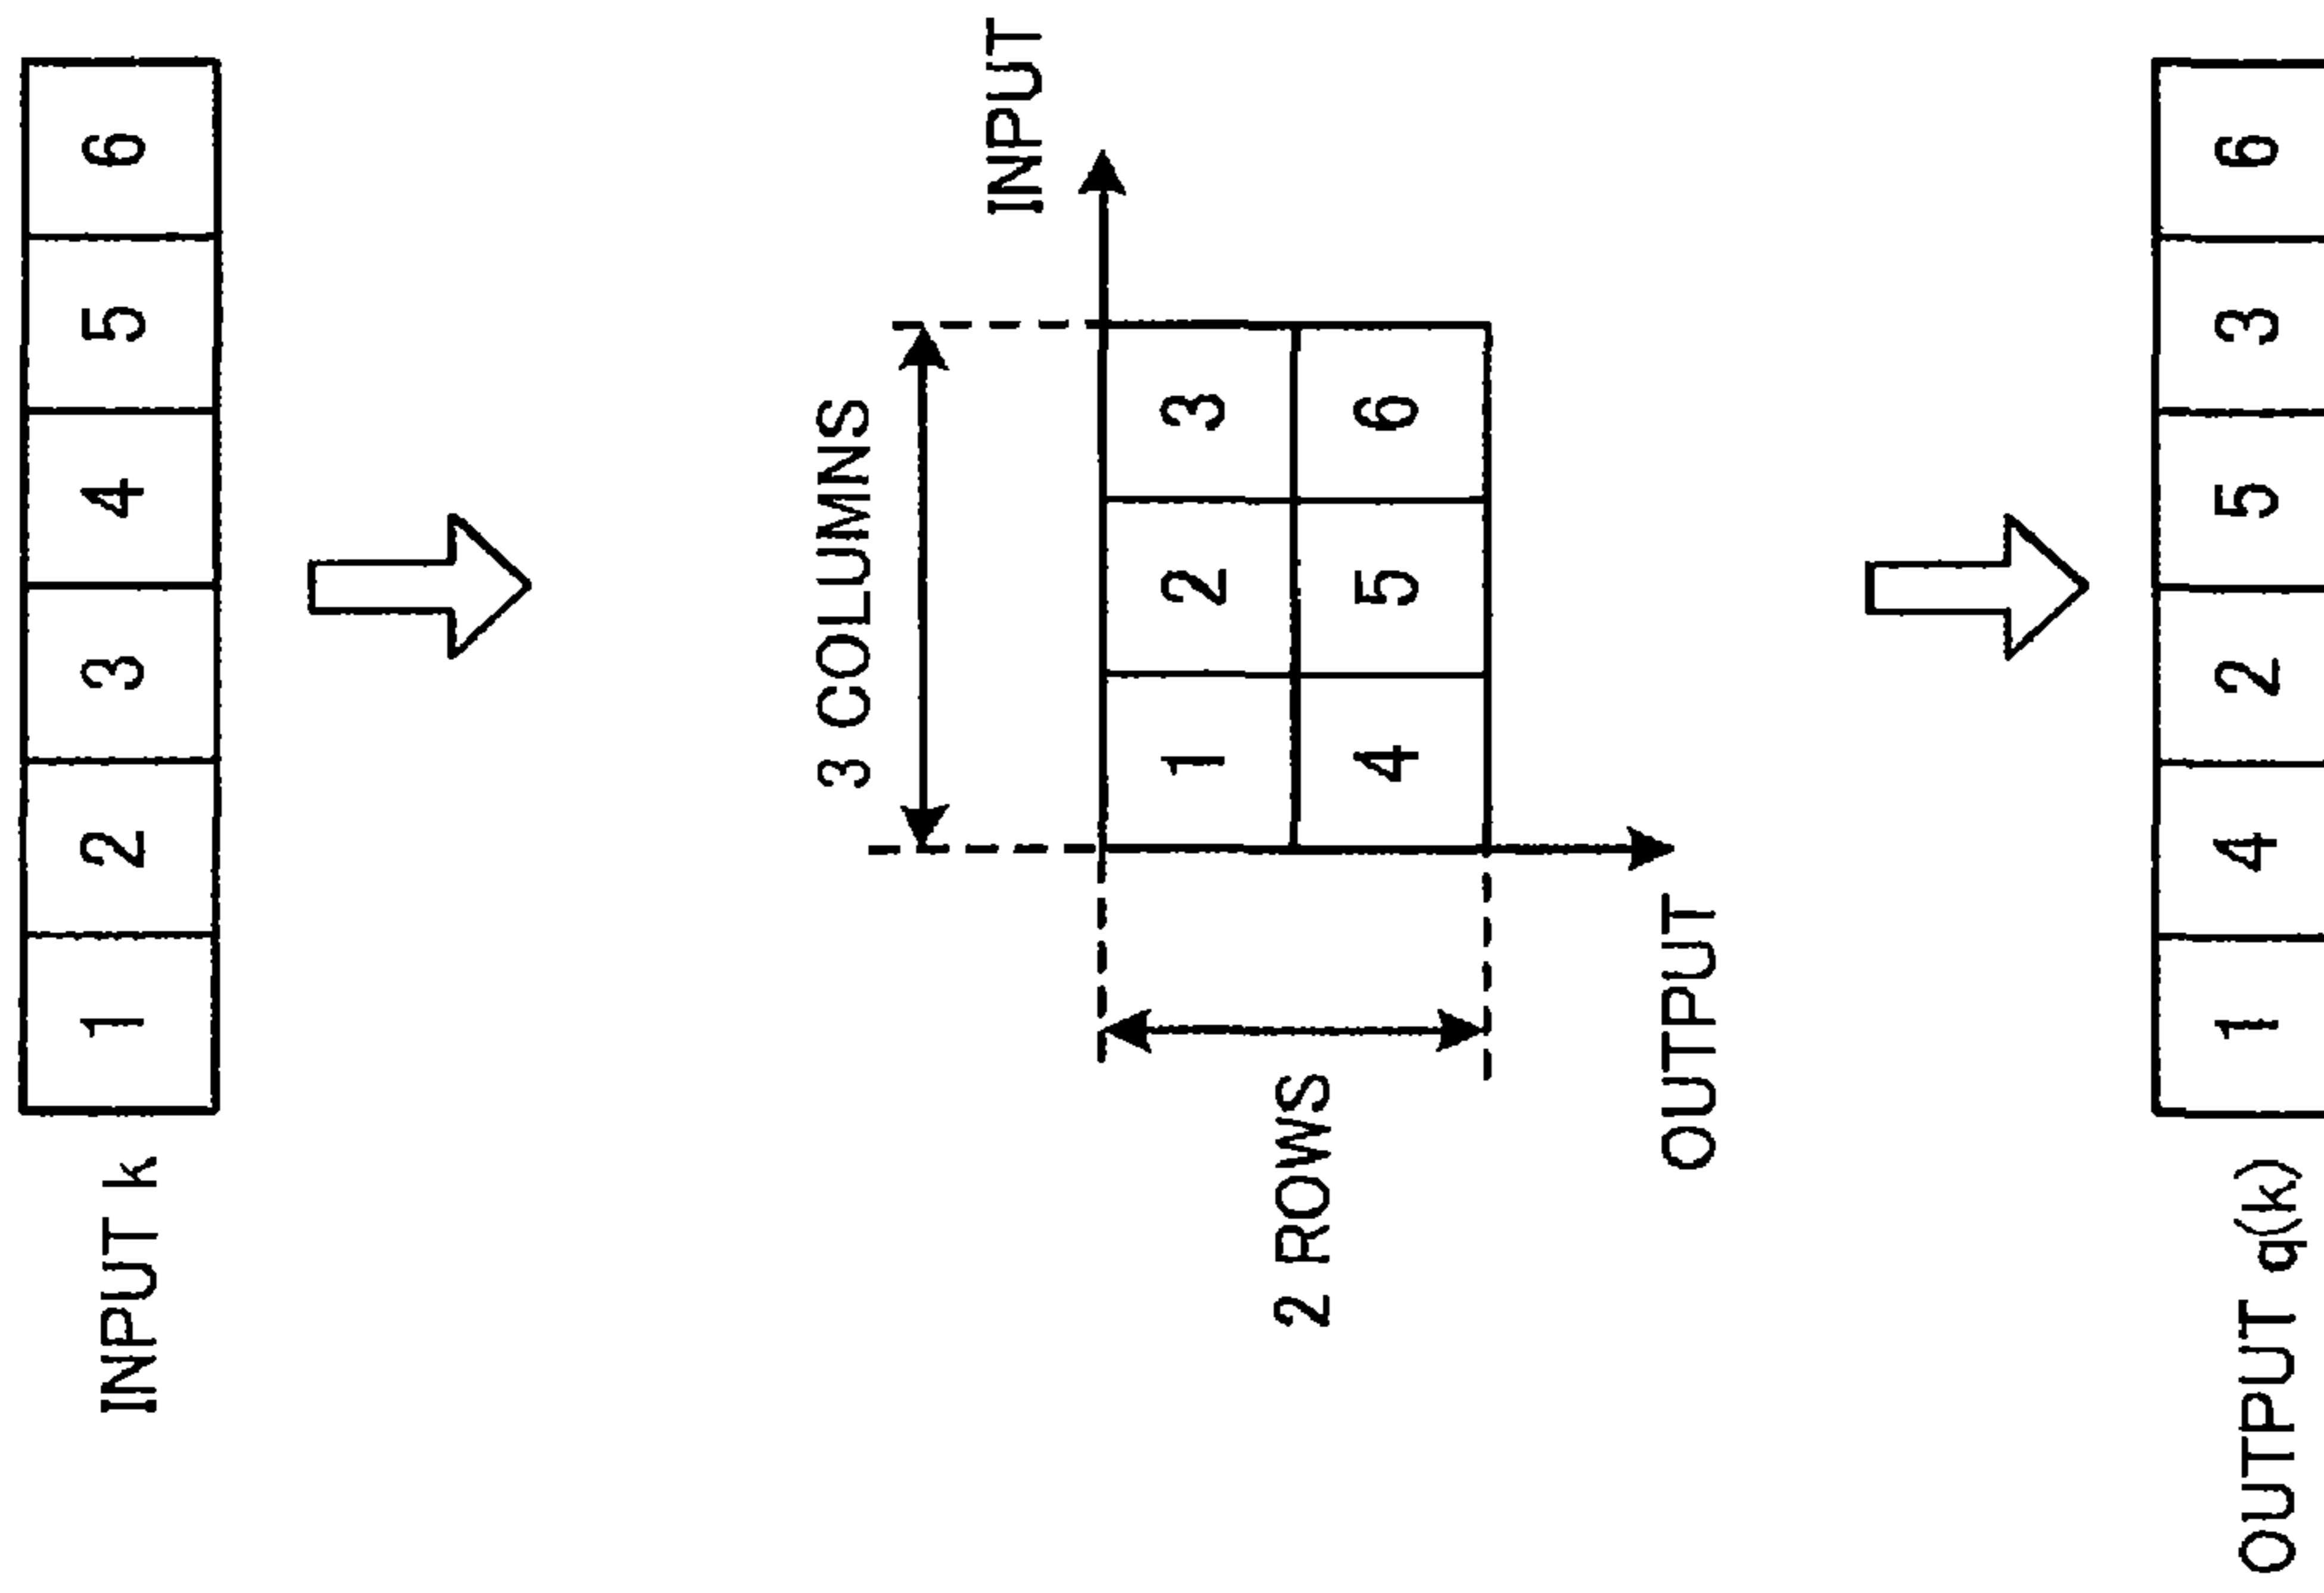 INPUT k 1 2 3 4 5 6
3 COLUMNS
INPUT
2 ROWS
1 2 3
4 5 6
OUTPUT
OUTPUT q(k) 1 4 2 5 3 6